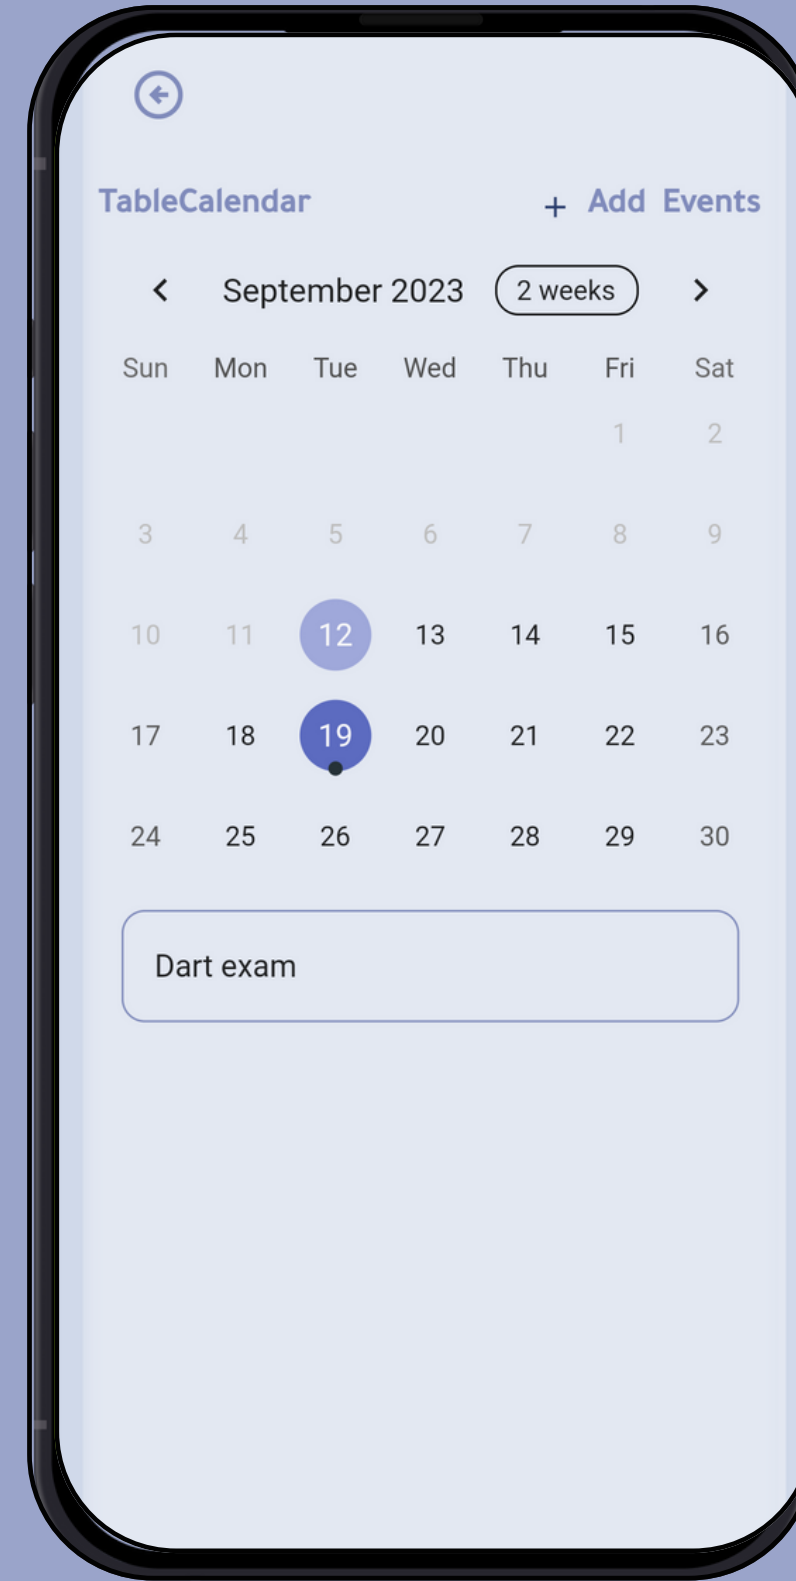 TableCalendar + Add Events
September 2023 2 weeks
Sun Mon Tue Wed Thu Fri Sat
1 2
3 4 5 6 7 8 9
10 11 12 13 14 15 16
17 18 19 20 21 22 23
24 25 26 27 28 29 30
Dart exam